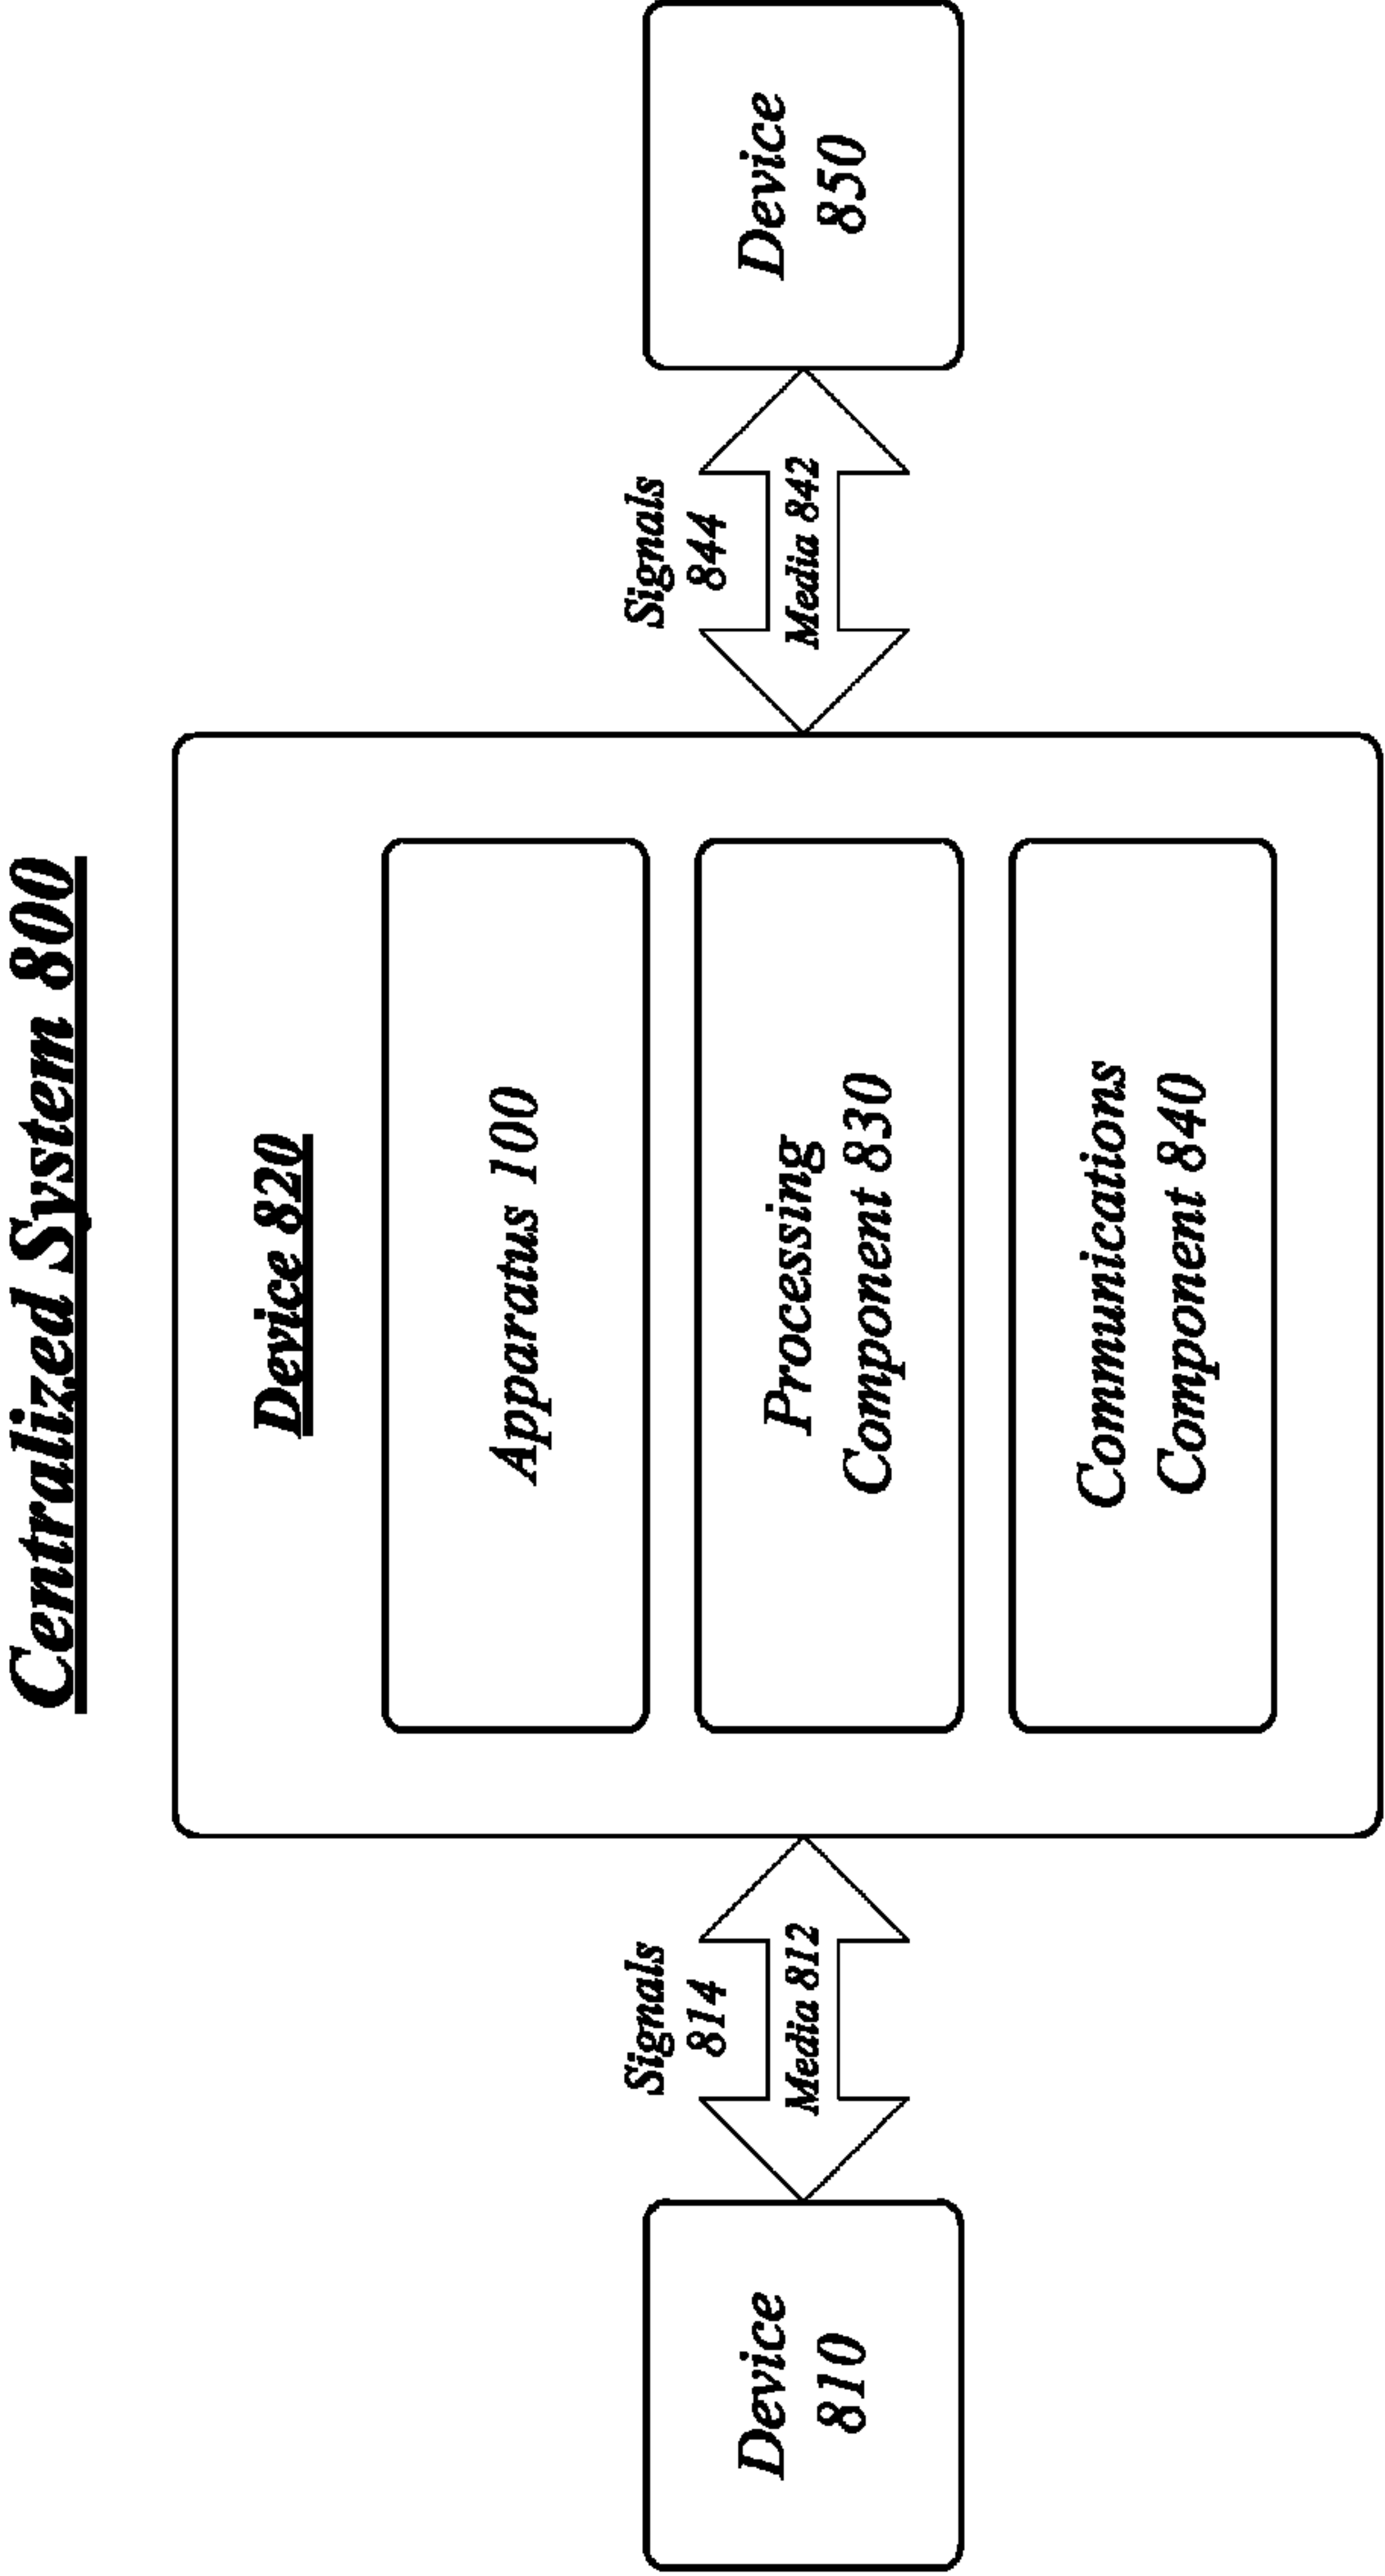 Centralized System 800
Device 820
Apparatus 100
Signals
814
Signals
844
Device
810
Media 812
Processing
Component 830
Media 842
Device
850
Communications
Component 840